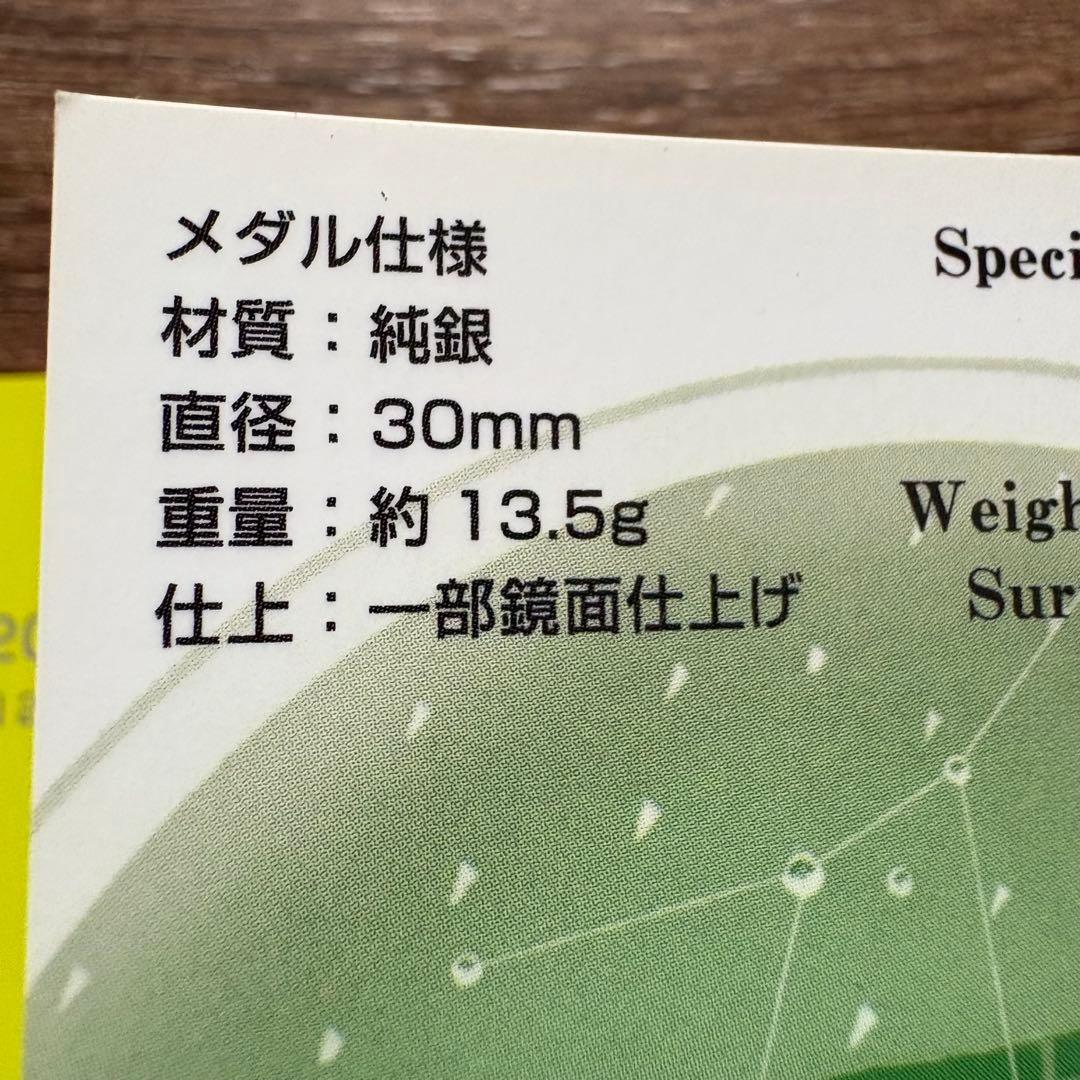 メダル仕様
材質：純銀
直径：30mm
重量：約 13.5g
仕上：一部鏡面仕上げ
Speci
Weigh
Sur